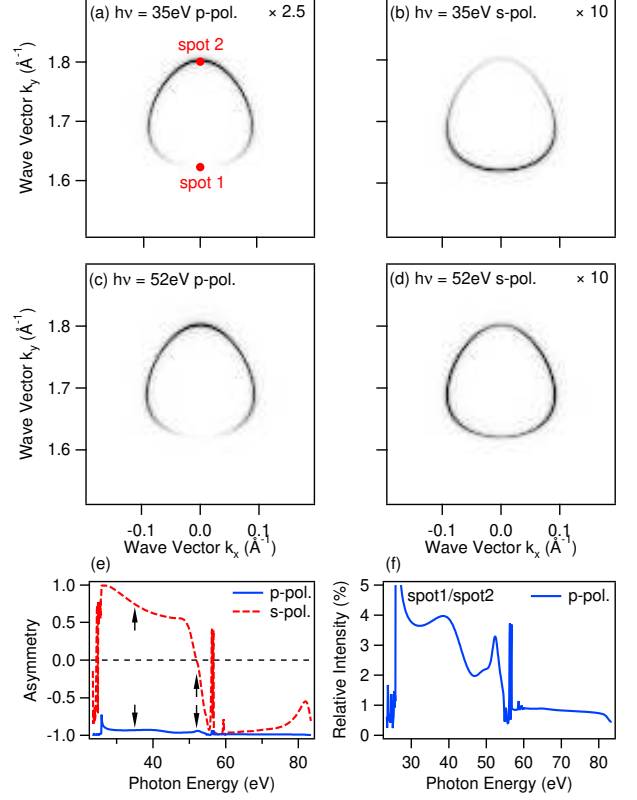 (a) hν = 35eV p-pol. × 2.5
spot 2
spot 1
Wave Vector k_y (Å⁻¹)
1.8
1.7
1.6
(b) hν = 35eV s-pol. × 10
(c) hν = 52eV p-pol.
Wave Vector k_y (Å⁻¹)
1.8
1.7
1.6
-0.1 0.0 0.1
Wave Vector k_x (Å⁻¹)
(d) hν = 52eV s-pol. × 10
-0.1 0.0 0.1
Wave Vector k_x (Å⁻¹)
(e)
p-pol.
s-pol.
Asymmetry
1.0
0.5
0.0
-0.5
-1.0
40 60 80
Photon Energy (eV)
(f)
spot1/spot2 p-pol.
Relative Intensity (%)
5
4
3
2
1
0
30 40 50 60 70 80
Photon Energy (eV)